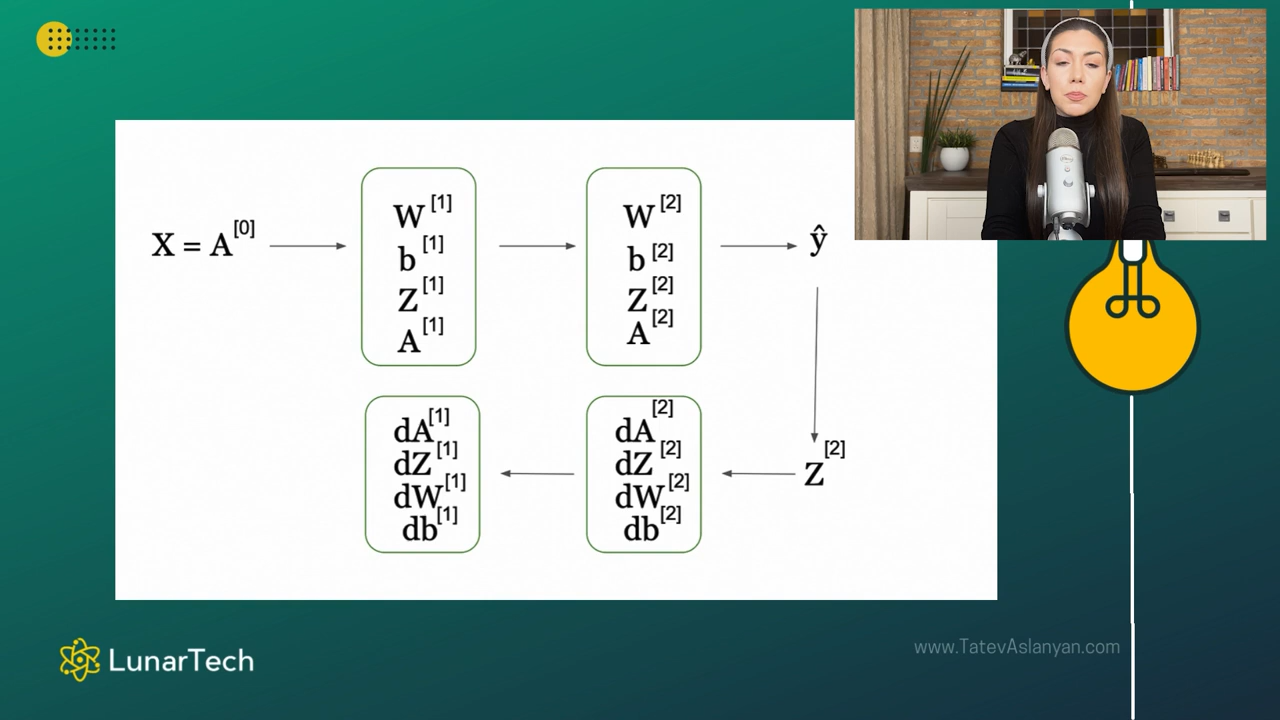 X = A[0]
W[1]
b[1]
Z[1]
A[1]
W[2]
b[2]
Z[2]
A[2]
ŷ
dA[1]
dZ[1]
dW[1]
db[1]
dA[2]
dZ[2]
dW[2]
db[2]
Z[2]
LunarTech
www.TatevAslanyan.com